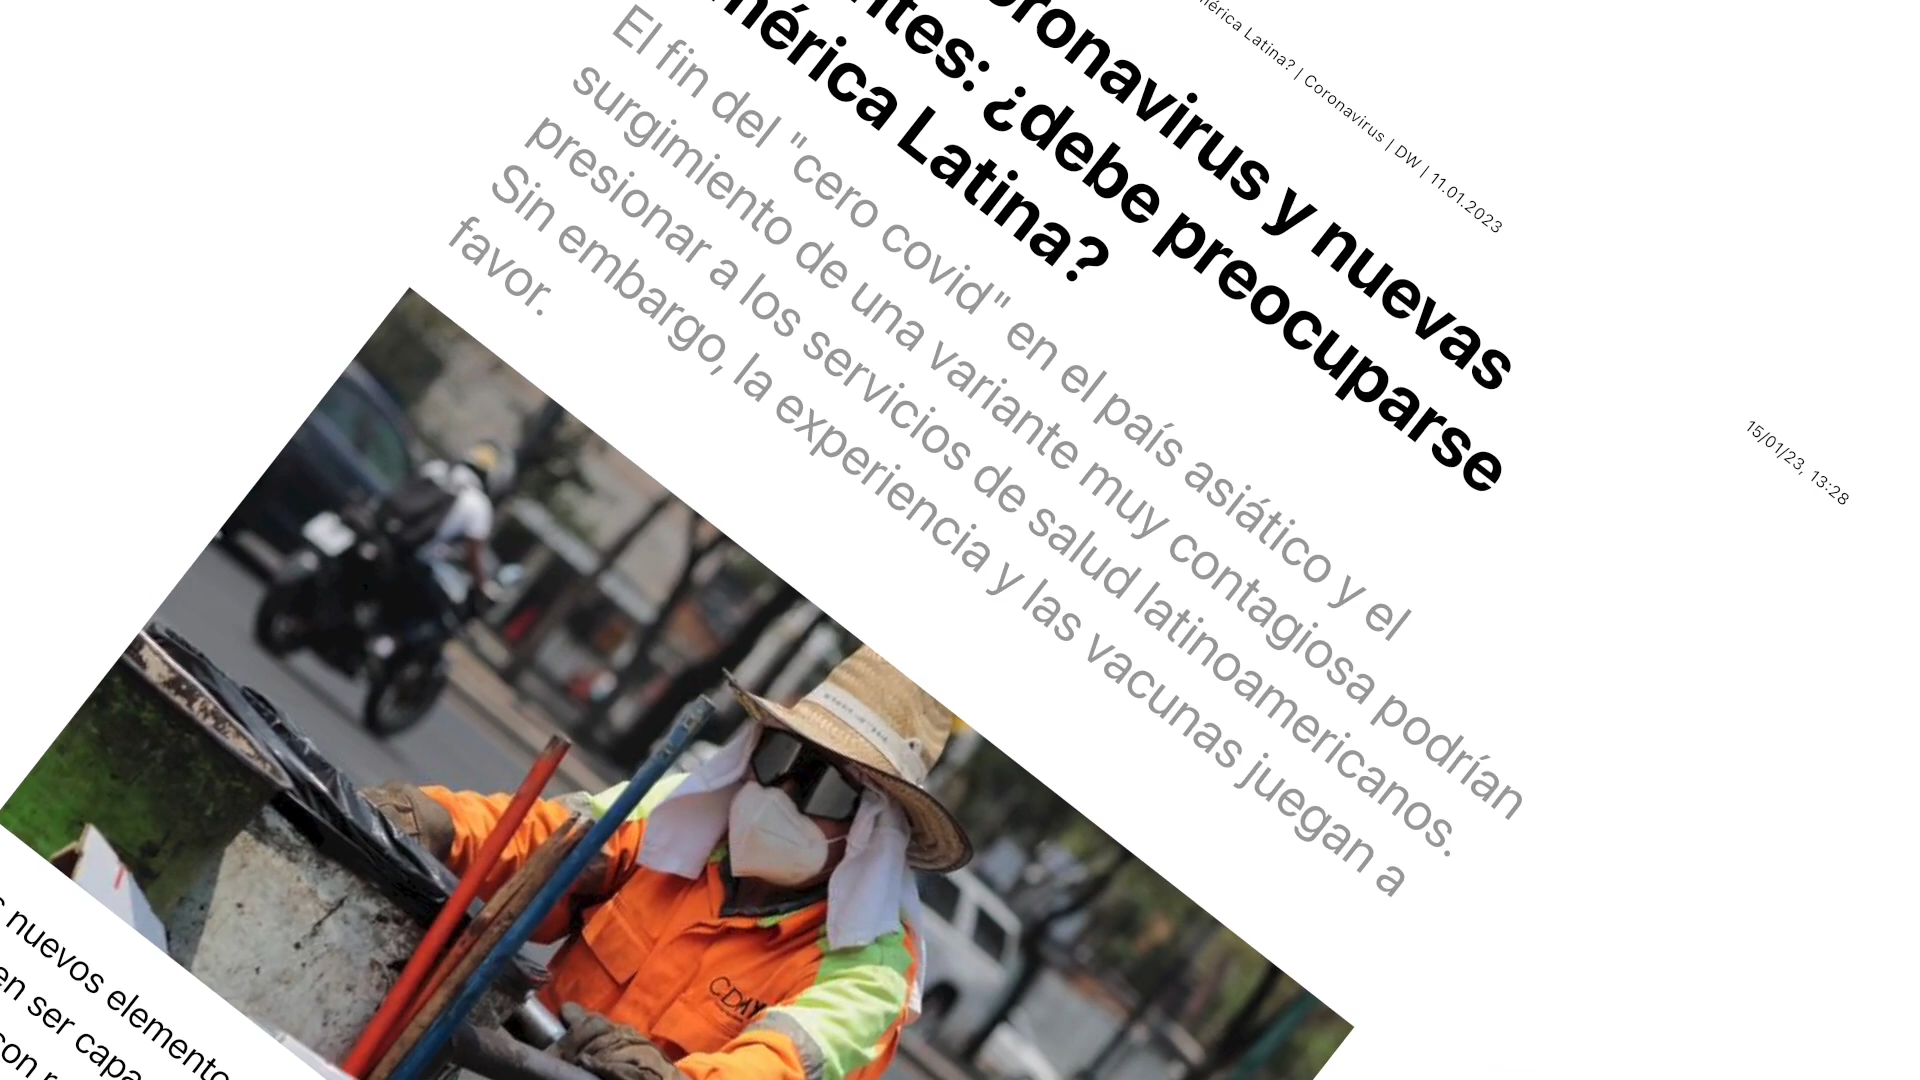 mérica Latina? | Coronavirus | DW | 11.01.2023
15/01/23, 13:28
oronavirus y nuevas
ntes: ¿debe preocuparse
mérica Latina?
El fin del "cero covid" en el país asiático y el
surgimiento de una variante muy contagiosa podrían
presionar a los servicios de salud latinoamericanos.
Sin embargo, la experiencia y las vacunas juegan a
favor.
CDMX
s nuevos elemento
en ser capa
con